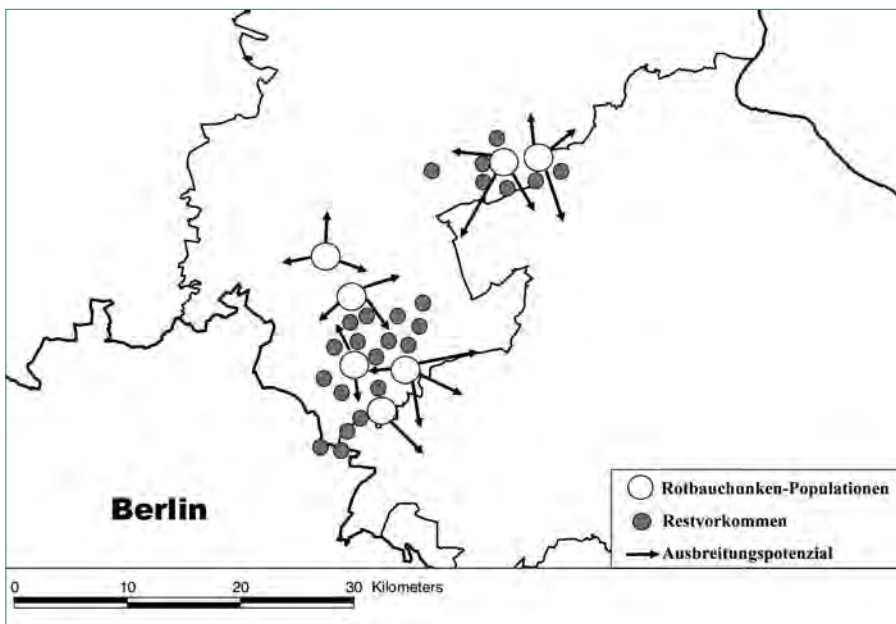 Berlin
Rotbauchunken-Populationen
Restvorkommen
Ausbreitungspotenzial
0 10 20 30 Kilometers